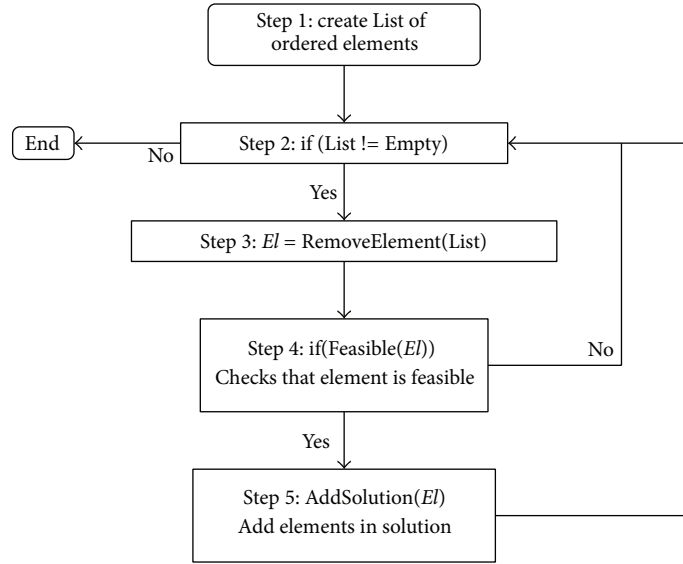 Step 1: create List of
ordered elements
End
Step 2: if (List != Empty)
No
Yes
Step 3: El = RemoveElement(List)
Step 4: if(Feasible(El))
Checks that element is feasible
No
Yes
Step 5: AddSolution(El)
Add elements in solution